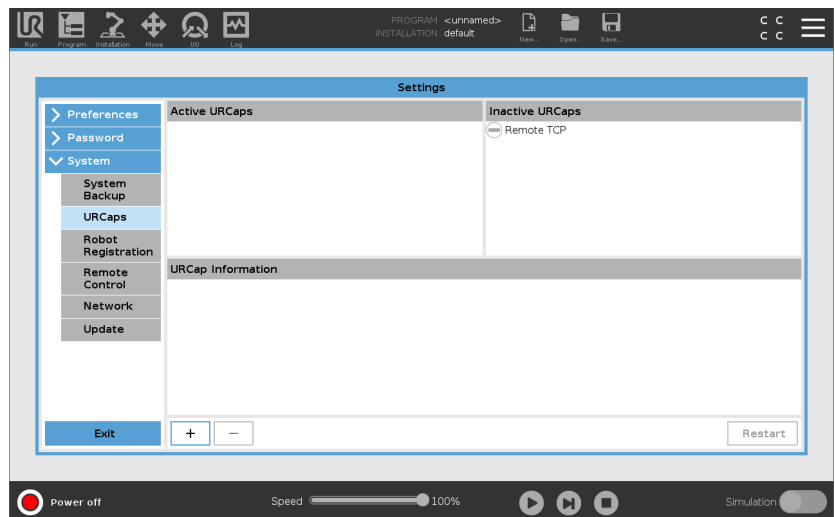 PROGRAM <unnamed>
INSTALLATION default
C C
C C
UR
Run
Program
Installation
Move
I/O
Log
New...
Open...
Save...
Settings
Preferences
Password
System
System
Backup
URCaps
Robot
Registration
Remote
Control
Network
Update
Exit
Active URCaps
Inactive URCaps
Remote TCP
URCap Information
+
−
Restart
Power off
Speed
100%
Simulation